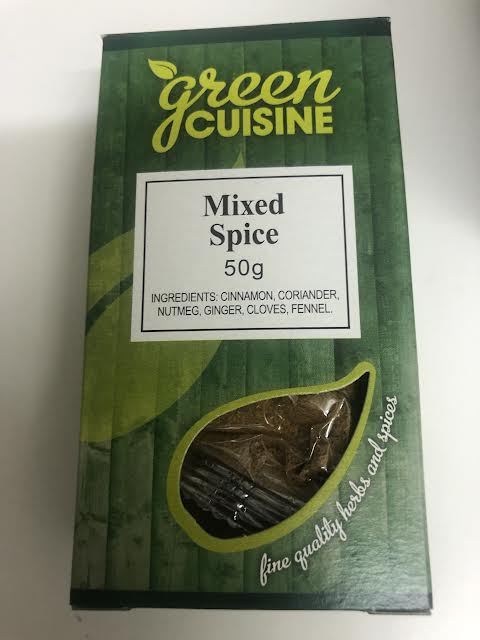 green
CUISINE
Mixed
Spice
50g
INGREDIENTS: CINNAMON, CORIANDER,
NUTMEG, GINGER, CLOVES, FENNEL.
fine quality herbs and spices